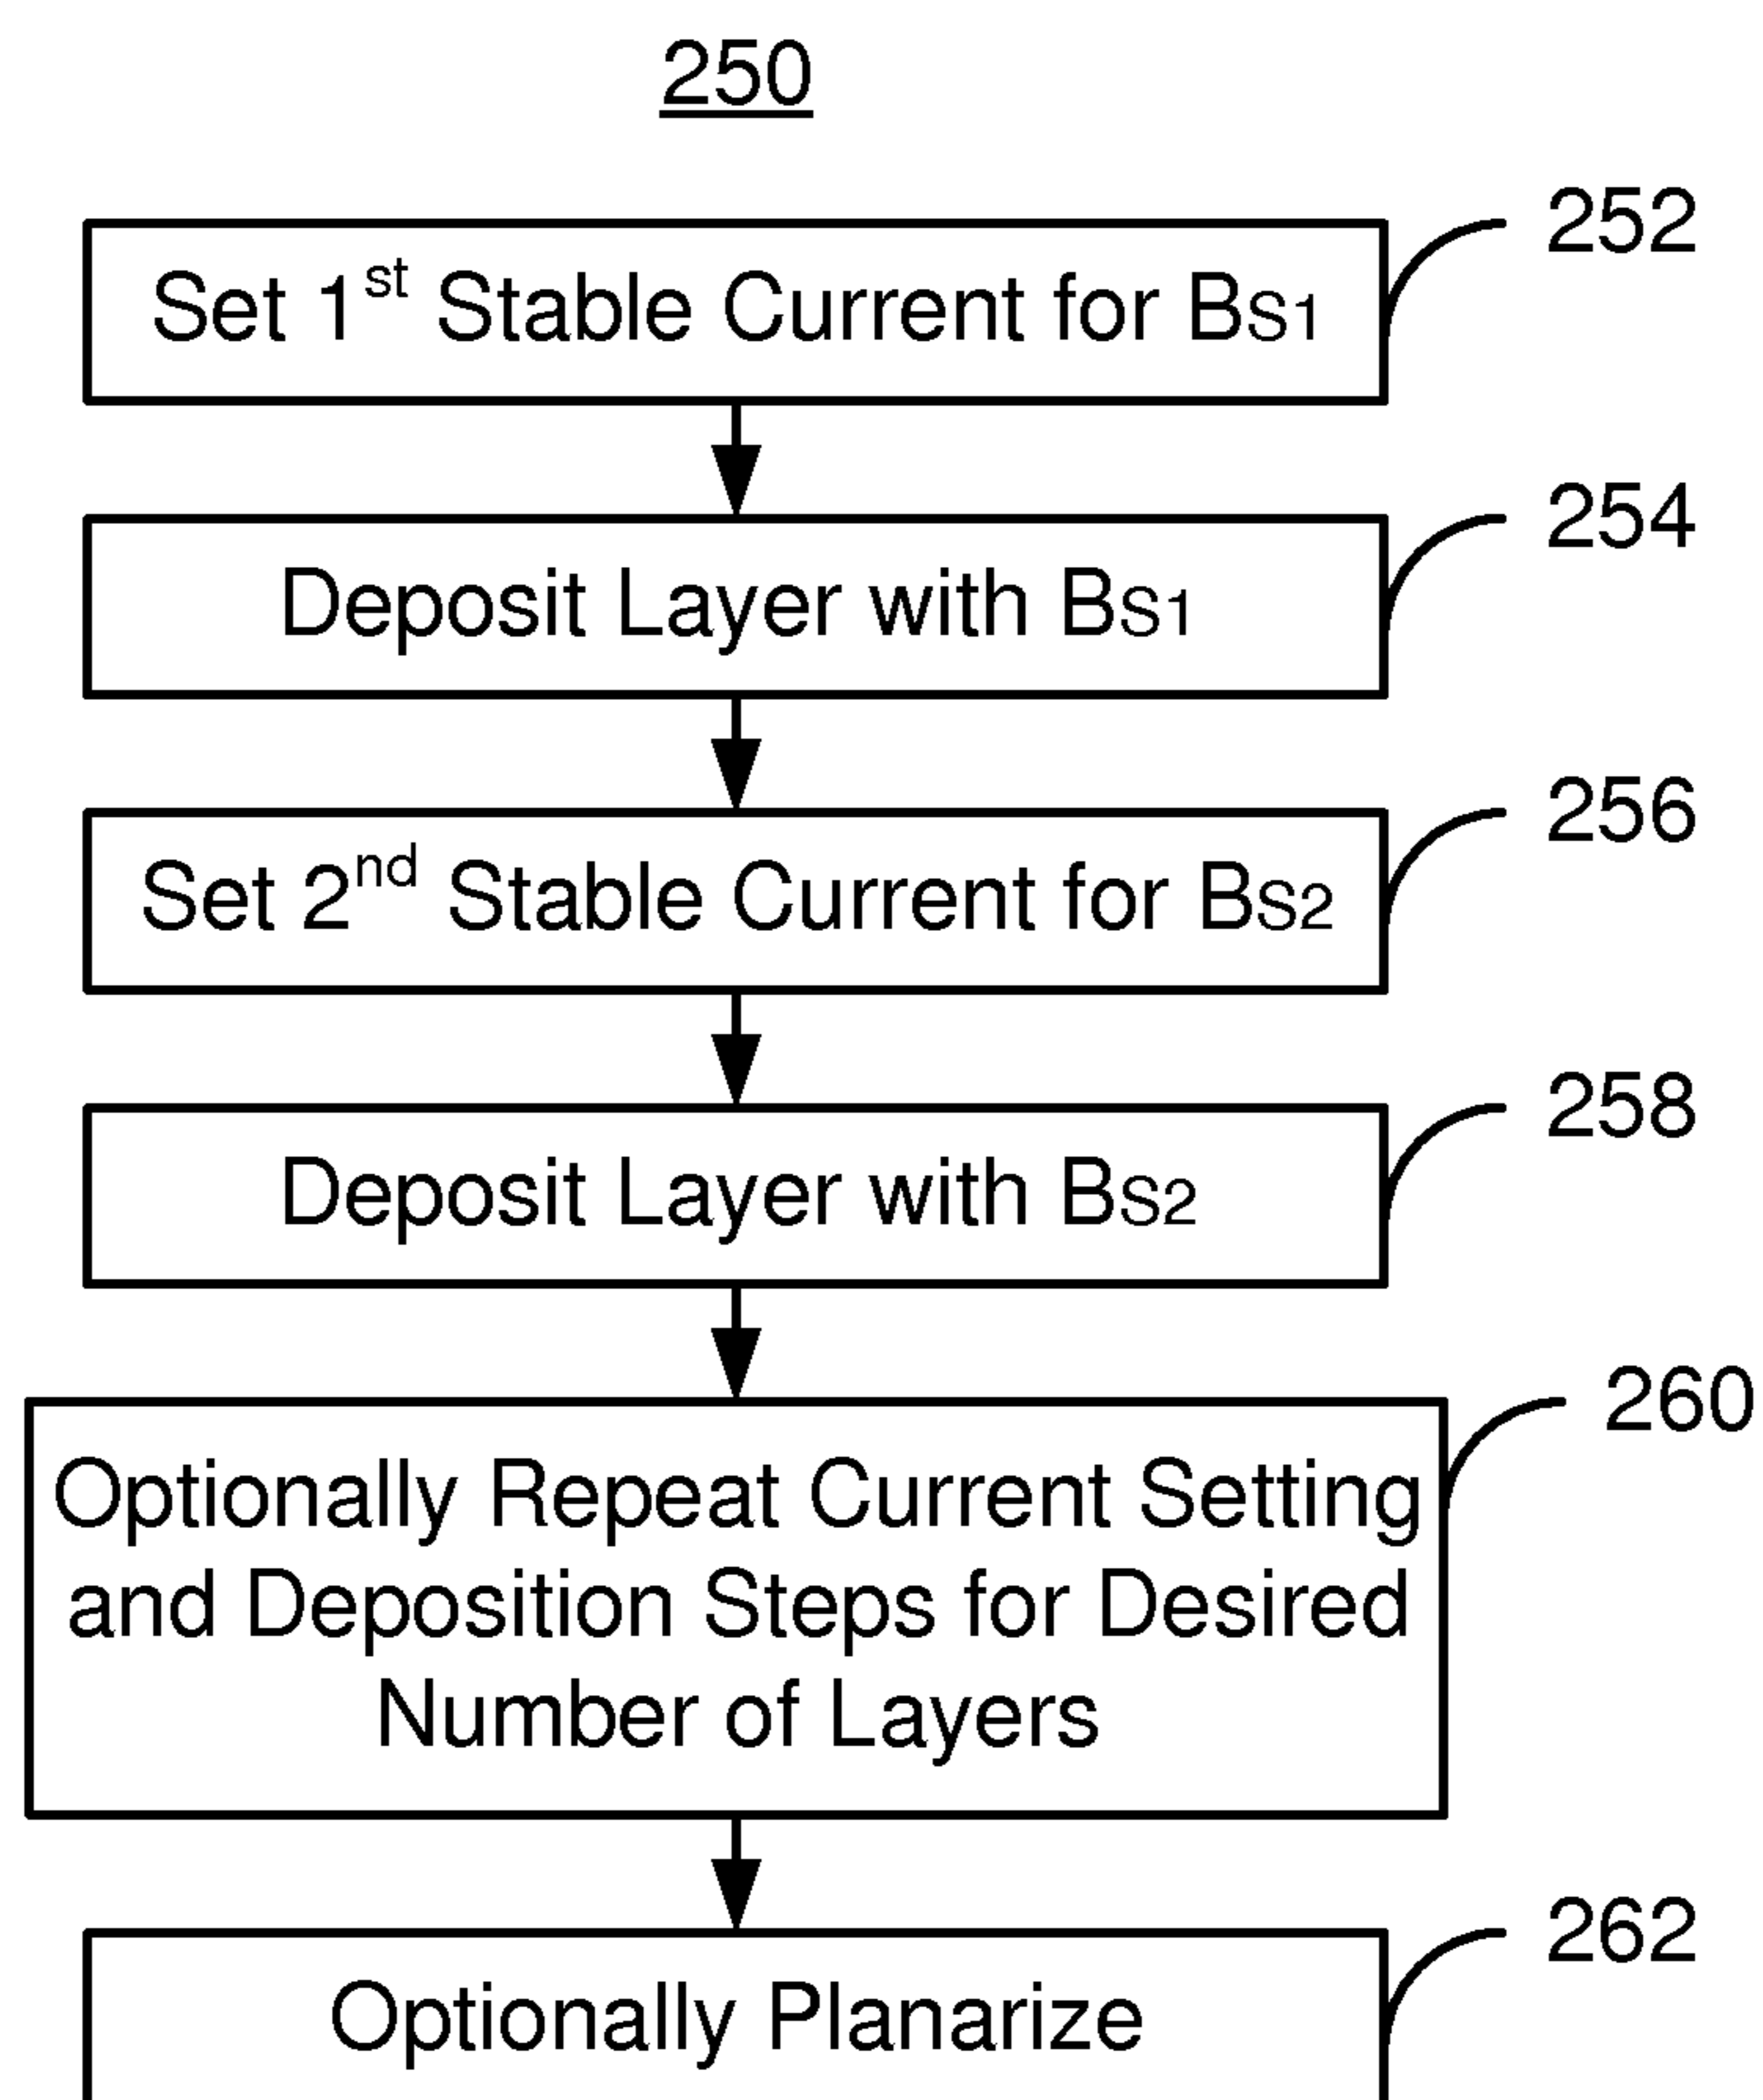 250
252
Set 1st Stable Current for BS1
254
Deposit Layer with BS1
256
Set 2nd Stable Current for BS2
258
Deposit Layer with BS2
260
Optionally Repeat Current Setting
and Deposition Steps for Desired
Number of Layers
262
Optionally Planarize